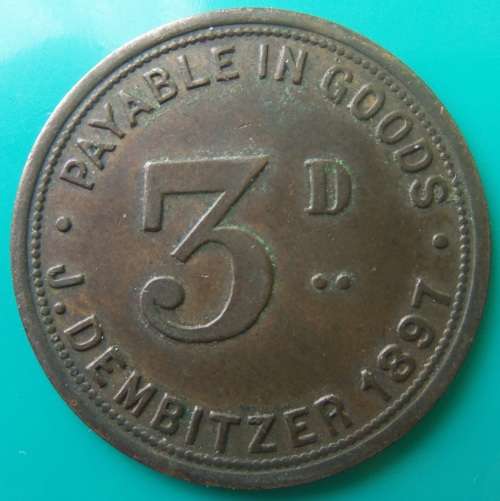 PAYABLE IN GOODS
3D
J. DEMBITZER 1897